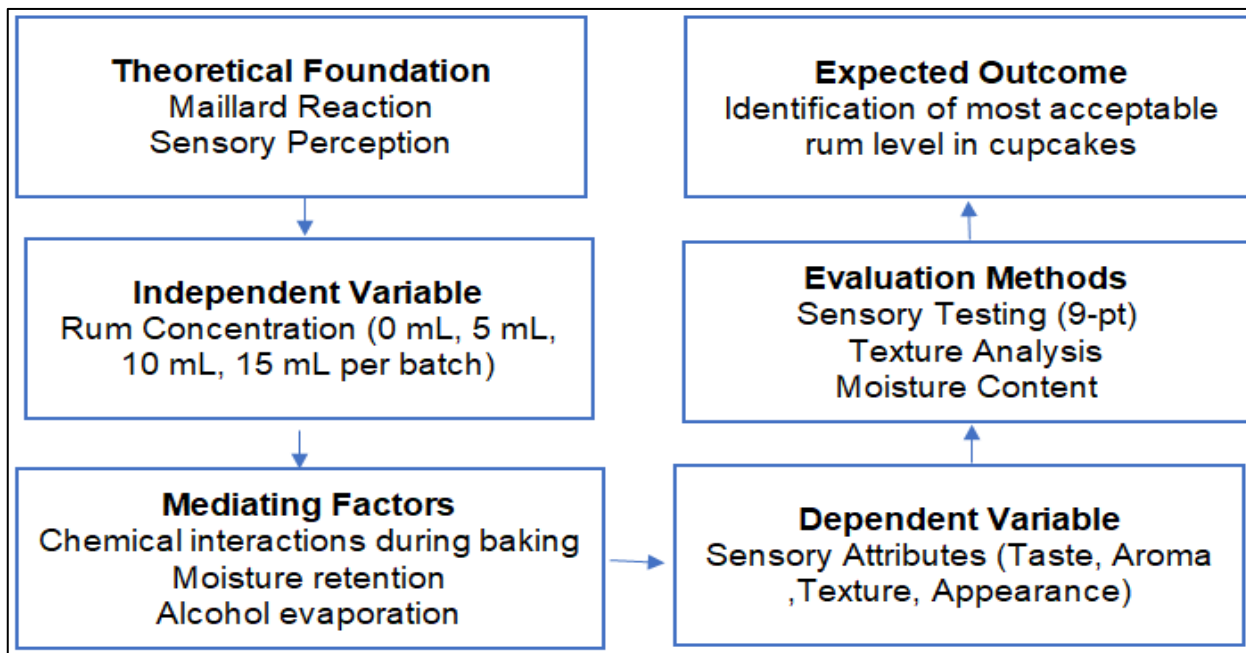 Theoretical Foundation
Maillard Reaction
Sensory Perception
Independent Variable
Rum Concentration (0 mL, 5 mL,
10 mL, 15 mL per batch)
Mediating Factors
Chemical interactions during baking
Moisture retention
Alcohol evaporation
Dependent Variable
Sensory Attributes (Taste, Aroma
,Texture, Appearance)
Evaluation Methods
Sensory Testing (9-pt)
Texture Analysis
Moisture Content
Expected Outcome
Identification of most acceptable
rum level in cupcakes